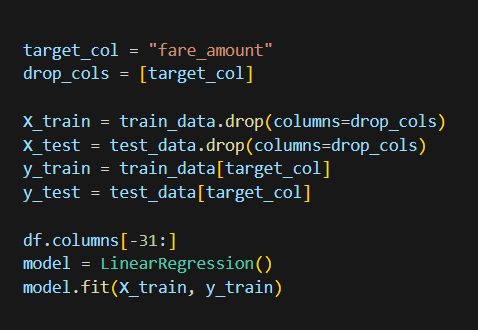 target_col = "fare_amount"
drop_cols = [target_col]
X_train = train_data.drop(columns=drop_cols)
X_test = test_data.drop(columns=drop_cols)
y_train = train_data[target_col]
y_test = test_data[target_col]
df.columns[-31:]
model = LinearRegression()
model.fit(X_train, y_train)